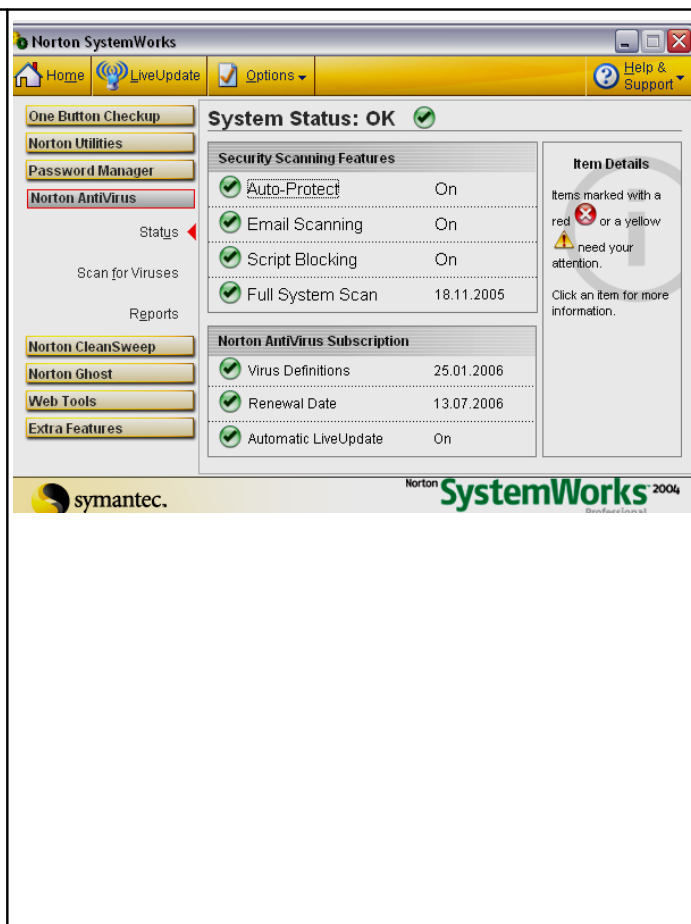 Norton SystemWorks
Home LiveUpdate Options Help & Support
One Button Checkup
Norton Utilities
Password Manager
Norton AntiVirus
Status
Scan for Viruses
Reports
Norton CleanSweep
Norton Ghost
Web Tools
Extra Features
System Status: OK
Security Scanning Features
Auto-Protect On
Email Scanning On
Script Blocking On
Full System Scan 18.11.2005
Norton AntiVirus Subscription
Virus Definitions 25.01.2006
Renewal Date 13.07.2006
Automatic LiveUpdate On
Item Details
Items marked with a
red or a yellow
need your
attention.
Click an item for more
information.
symantec.
Norton SystemWorks 2004
Professional